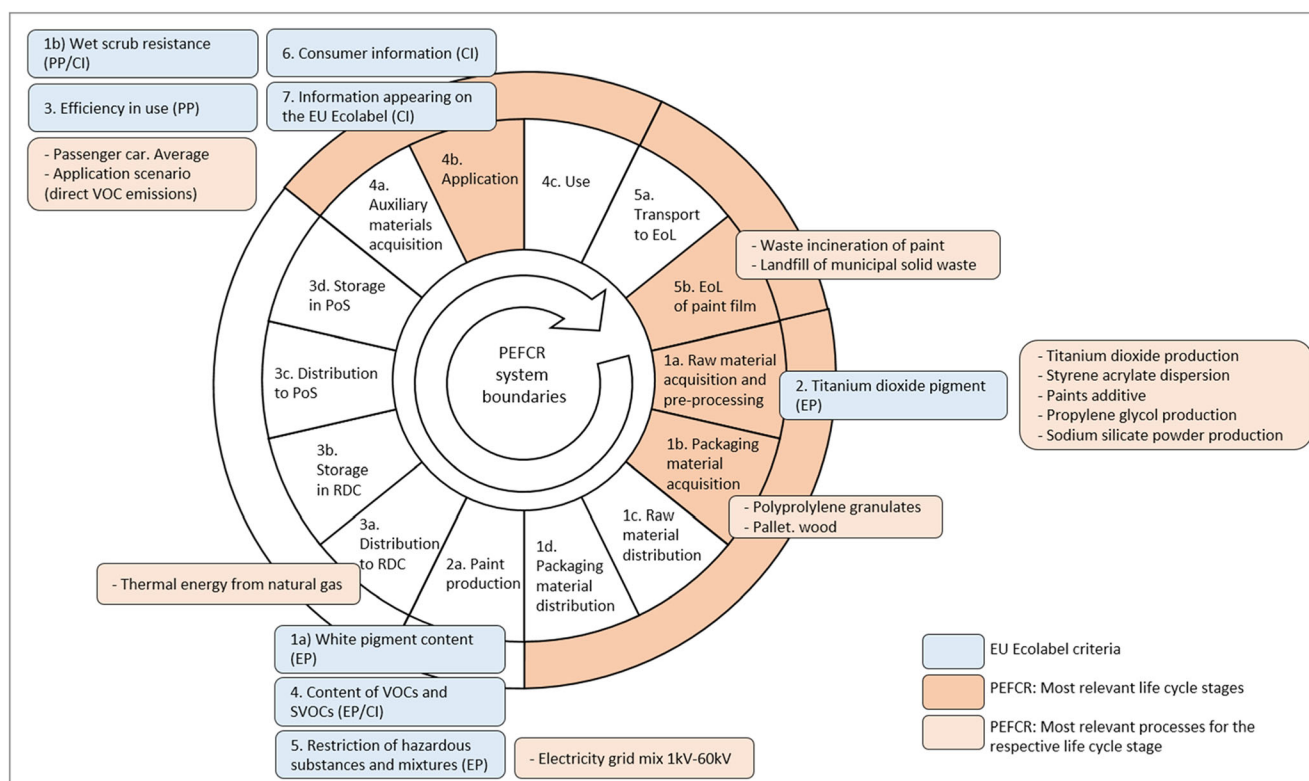 1b) Wet scrub resistance
(PP/CI)
6. Consumer information (CI)
3. Efficiency in use (PP)
7. Information appearing on
the EU Ecolabel (CI)
- Passenger car. Average
- Application scenario
(direct VOC emissions)
4a.
Auxiliary
materials
acquisition
4b.
Application
4c. Use
5a.
Transport
to EoL
- Waste incineration of paint
- Landfill of municipal solid waste
5b. EoL
of paint film
3d. Storage
in PoS
3c. Distribution
to PoS
3b.
Storage
in RDC
3a.
Distribution
to RDC
PEFCR
system
boundaries
1a. Raw material
acquisition and
pre-processing
2. Titanium dioxide pigment
(EP)
- Titanium dioxide production
- Styrene acrylate dispersion
- Paints additive
- Propylene glycol production
- Sodium silicate powder production
1b. Packaging
material
acquisition
- Polyprolylene granulates
- Pallet. wood
1c. Raw
material
distribution
1d.
Packaging
material
distribution
2a. Paint
production
- Thermal energy from natural gas
1a) White pigment content
(EP)
4. Content of VOCs and
SVOCs (EP/CI)
5. Restriction of hazardous
substances and mixtures (EP)
- Electricity grid mix 1kV-60kV
EU Ecolabel criteria
PEFCR: Most relevant life cycle stages
PEFCR: Most relevant processes for the
respective life cycle stage